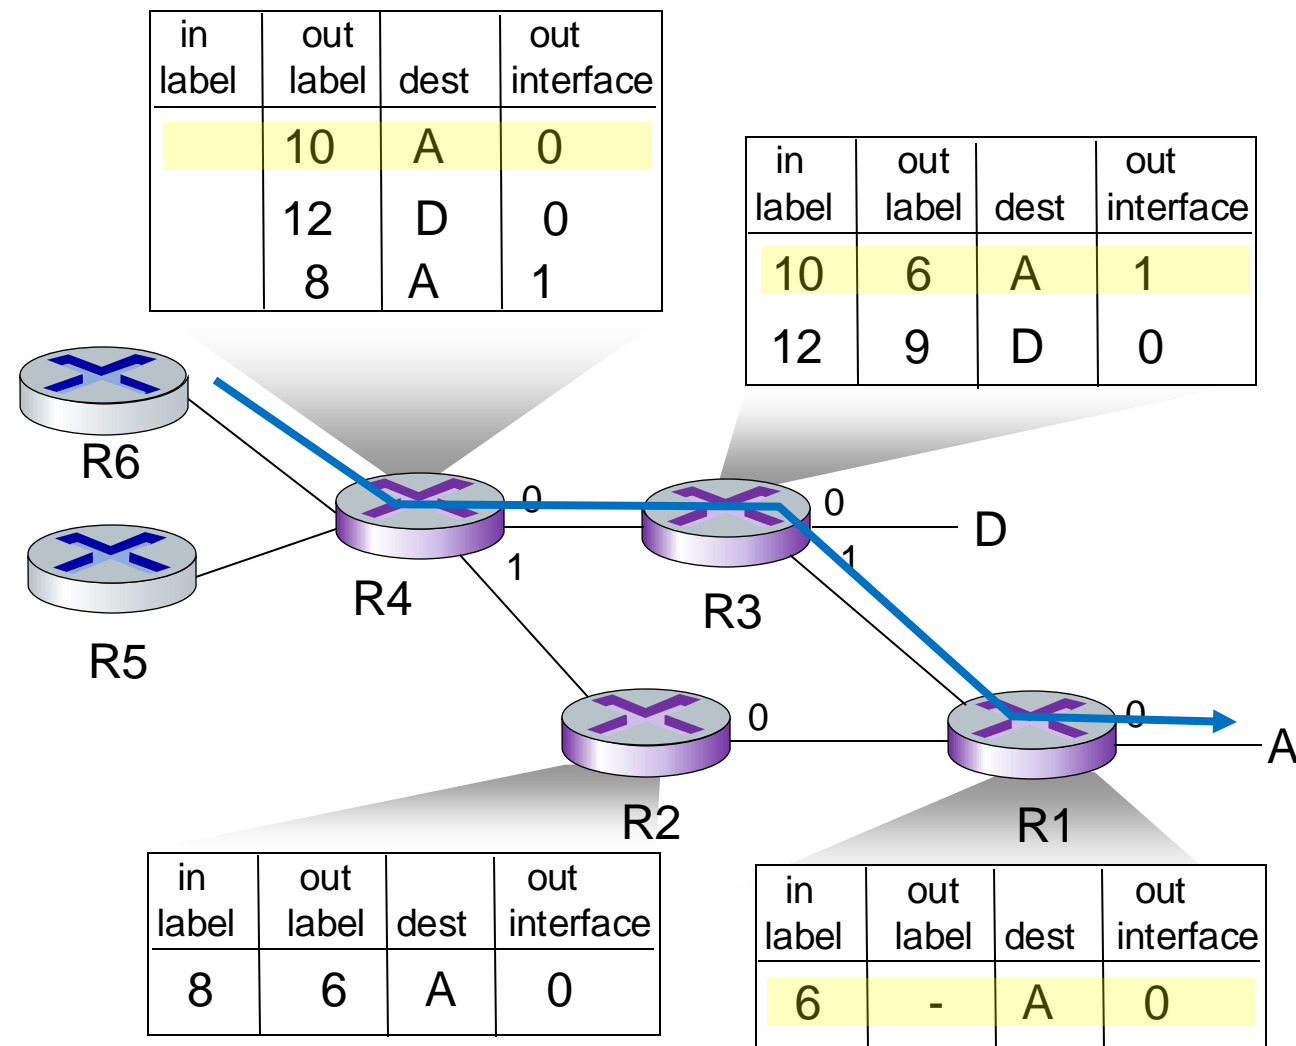 in out out
label label dest interface
10 A 0
12 D 0
8 A 1
in out out
label label dest interface
10 6 A 1
12 9 D 0
R6
0
0
D
1
1
R4
R3
R5
0
0
A
R2
R1
in out out
label label dest interface
8 6 A 0
in out out
label label dest interface
6 - A 0